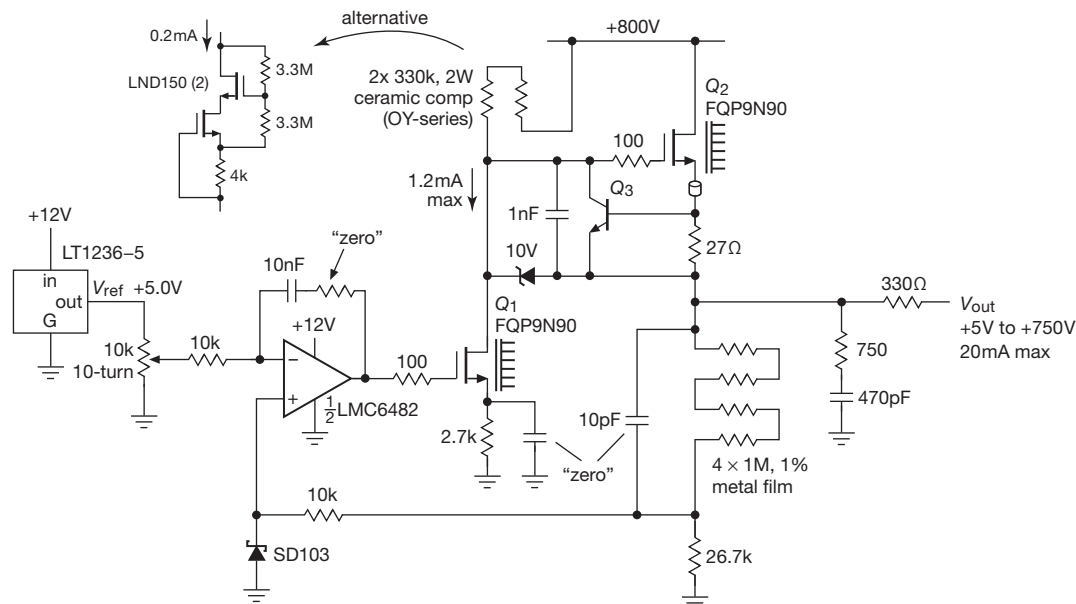 alternative
0.2mA
+800V
3.3M
LND150 (2)
2x 330k, 2W
ceramic comp
(OY-series)
Q2
FQP9N90
3.3M
100
4k
1.2mA
max
Q3
+12V
1nF
27Ω
LT1236–5
“zero”
10V
in
out
G
Vref +5.0V
10nF
330Ω
Vout
+5V to +750V
20mA max
Q1
FQP9N90
+12V
10k
10-turn
10k
100
750
–
+
½LMC6482
10pF
470pF
2.7k
“zero”
4 × 1M, 1%
metal film
10k
SD103
26.7k